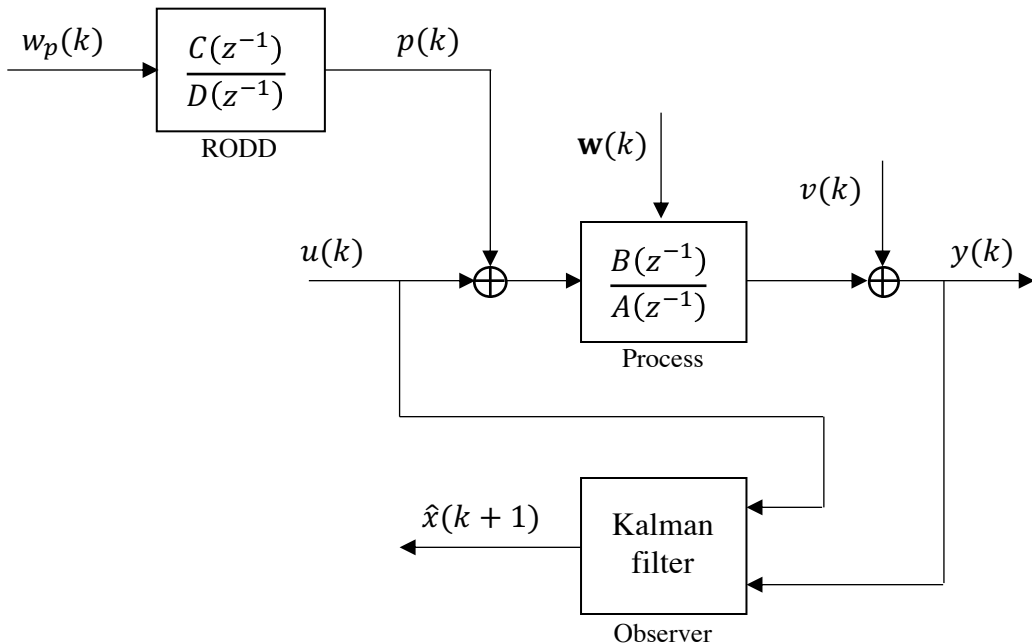 w_p(k)
C(z^{-1})
D(z^{-1})
p(k)
RODD
w(k)
v(k)
u(k)
B(z^{-1})
A(z^{-1})
y(k)
Process
x̂(k + 1)
Kalman
filter
Observer